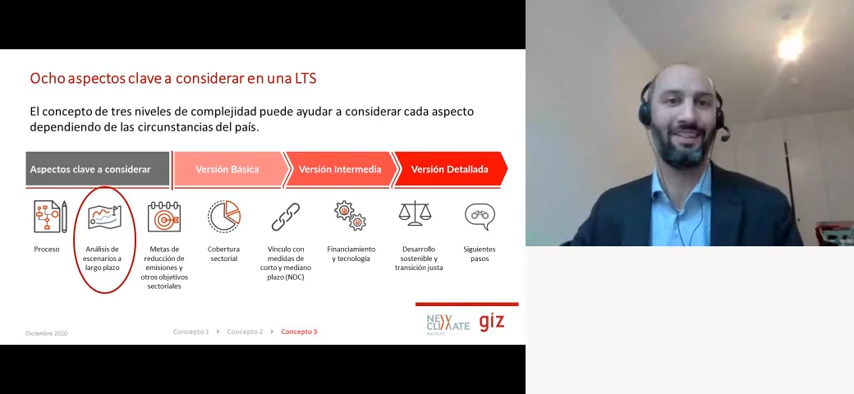 Ocho aspectos clave a considerar en una LTS
El concepto de tres niveles de complejidad puede ayudar a considerar cada aspecto
dependiendo de las circunstancias del país.
Aspectos clave a considerar
Versión Básica
Versión Intermedia
Versión Detallada
Proceso
Análisis de
escenarios a
largo plazo
Metas de
reducción de
emisiones y
otros objetivos
sectoriales
Cobertura
sectorial
Vínculo con
medidas de
corto y mediano
plazo (NDC)
Financiamiento
y tecnología
Desarrollo
sostenible y
transición justa
Siguientes
pasos
Diciembre 2020
Concepto 1
Concepto 2
Concepto 3
NEW
CLIMATE
INSTITUTE
giz